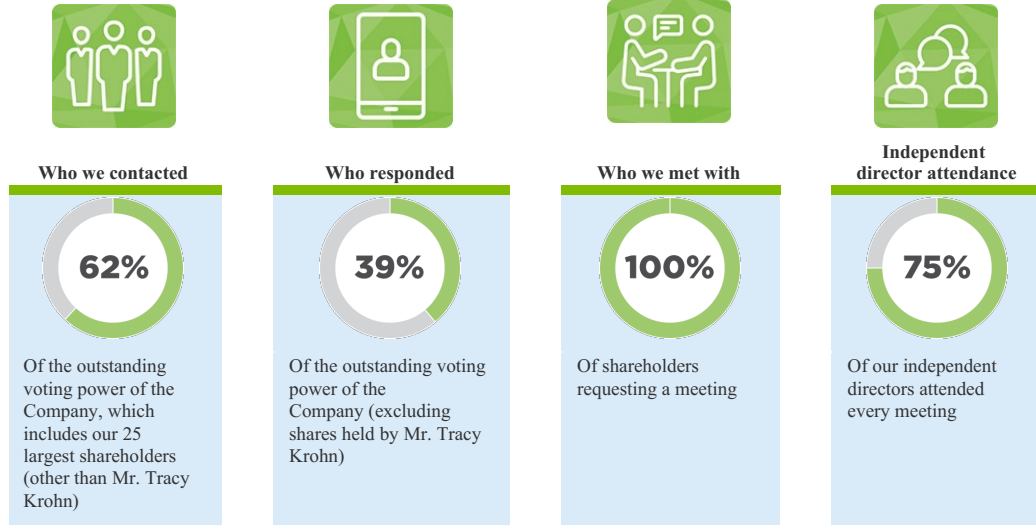 Who we contacted
62%
Of the outstanding
voting power of the
Company, which
includes our 25
largest shareholders
(other than Mr. Tracy
Krohn)
Who responded
39%
Of the outstanding voting
power of the
Company (excluding
shares held by Mr. Tracy
Krohn)
Who we met with
100%
Of shareholders
requesting a meeting
Independent
director attendance
75%
Of our independent
directors attended
every meeting